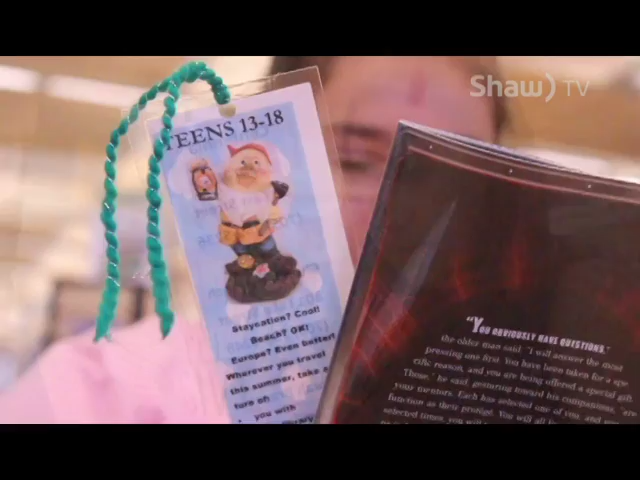 Shaw) TV
TEENS 13-18
Staycation? Cool!
Beach? OK!
Europe? Even better!
Wherever you travel
this summer, take a
ture of:
you with
"YOU OBVIOUSLY HAVE QUESTIONS,"
the older man said. "I will answer the most
pressing one first. You have been taken for a spe
cific reason, and you are being offered a special gift.
These," he said, gesturing toward his companions, "are
your mentors. Each has selected one of you, and
function as their protégé. You will all
selected times, you will